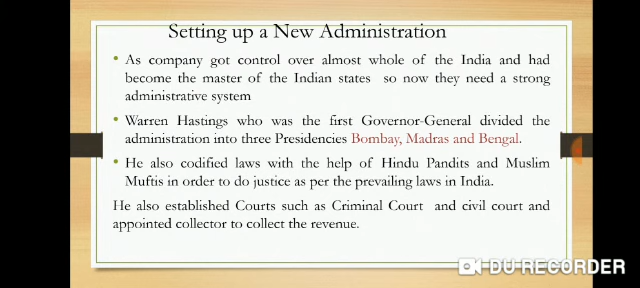 Setting up a New Administration
• As company got control over almost whole of the India and had
become the master of the Indian states so now they need a strong
administrative system
• Warren Hastings who was the first Governor-General divided the
administration into three Presidencies Bombay, Madras and Bengal.
• He also codified laws with the help of Hindu Pandits and Muslim
Muftis in order to do justice as per the prevailing laws in India.
He also established Courts such as Criminal Court and civil court and
appointed collector to collect the revenue.
DU RECORDER